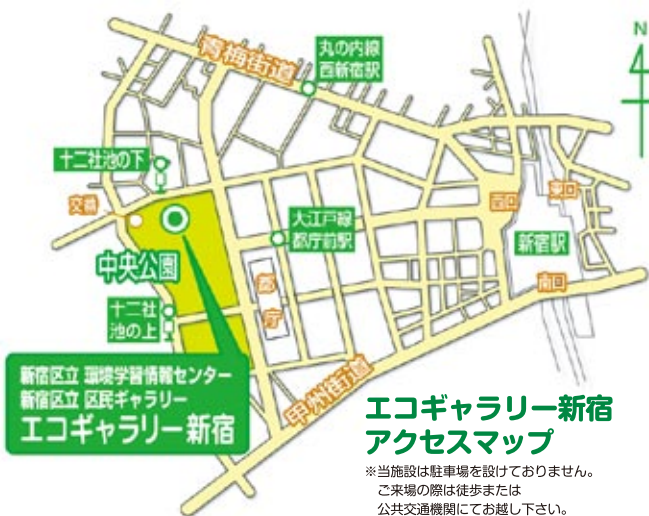 N
青梅街道
丸の内線
西新宿駅
十二社池の下
交番
中央公園
大江戸線
都庁前駅
都庁
西口
東口
新宿駅
南口
十二社
池の上
甲州街道
新宿区立 環境学習情報センター
新宿区立 区民ギャラリー
エコギャラリー新宿
エコギャラリー新宿
アクセスマップ
※当施設は駐車場を設けておりません。
ご来場の際は徒歩または
公共交通機関にてお越し下さい。